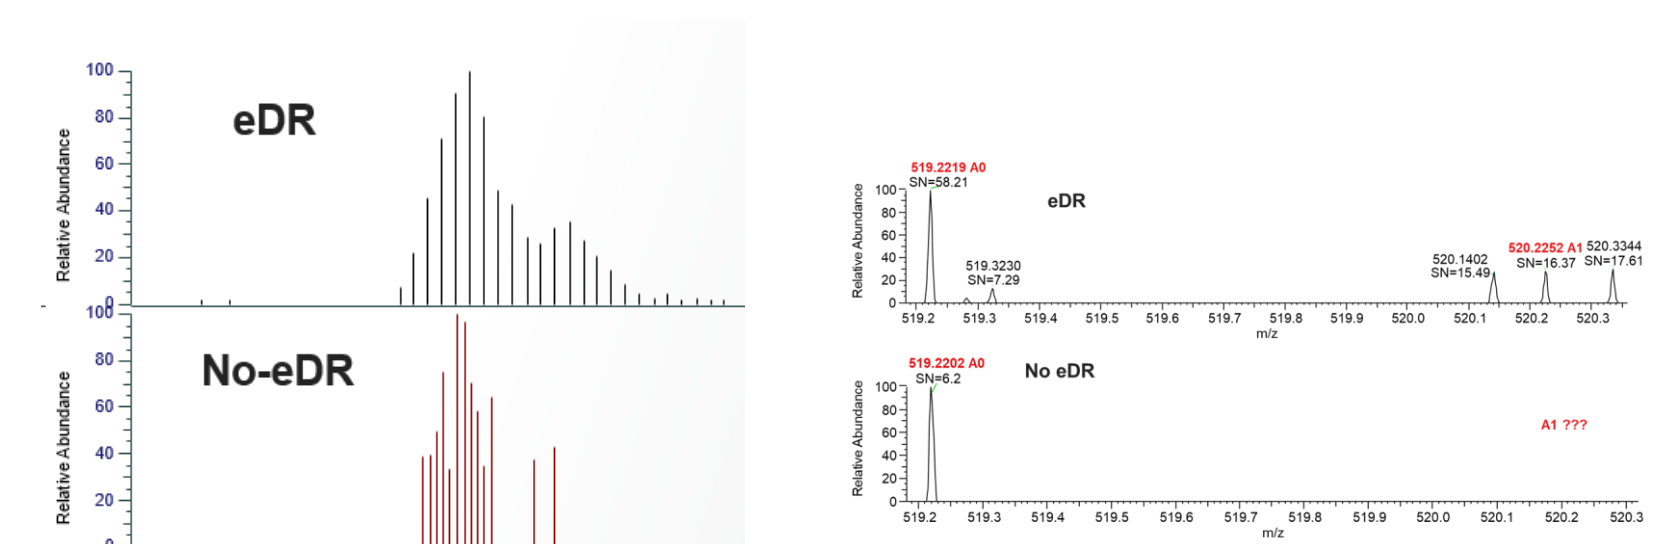 eDR
Relative Abundance
100
80
60
40
20
0
No-eDR
Relative Abundance
100
80
60
40
20
0
519.2219 A0
SN=58.21
eDR
519.3230
SN=7.29
520.1402
SN=15.49
520.2252 A1
SN=16.37
520.3344
SN=17.61
Relative Abundance
100
80
60
40
20
0
519.2 519.3 519.4 519.5 519.6 519.7 519.8 519.9 520.0 520.1 520.2 520.3
m/z
519.2202 A0
SN=6.2
No eDR
A1 ???
Relative Abundance
100
80
60
40
20
0
519.2 519.3 519.4 519.5 519.6 519.7 519.8 519.9 520.0 520.1 520.2 520.3
m/z